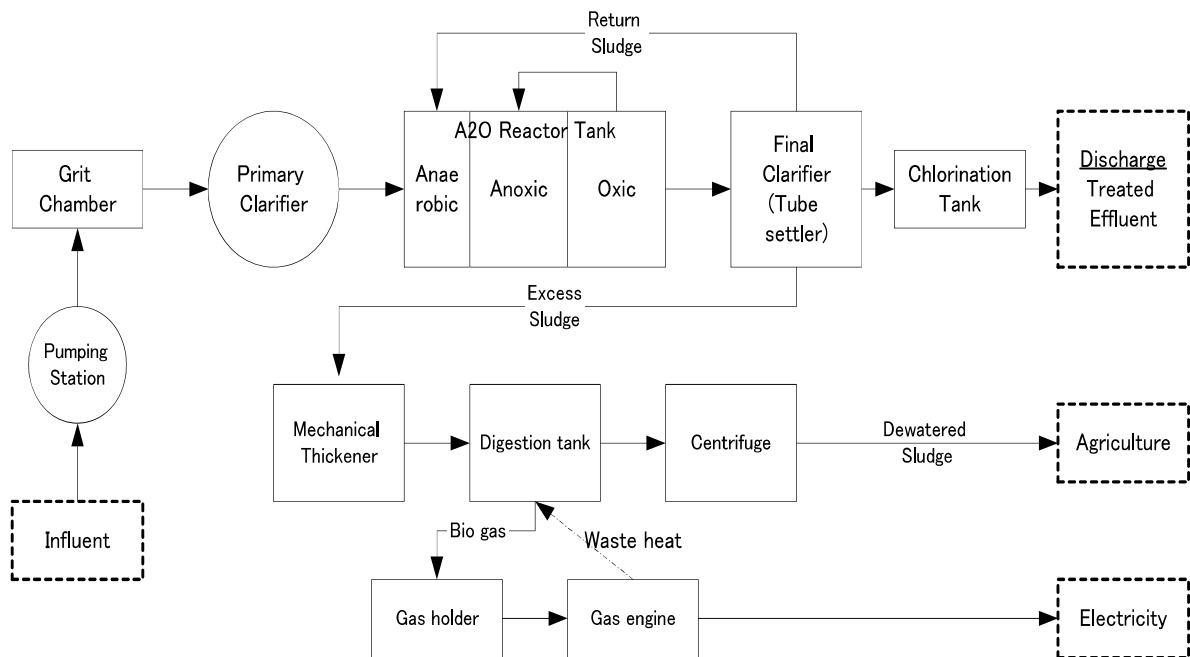 Return
Sludge
A2O Reactor Tank
Grit
Chamber
Primary
Clarifier
Anae
robic
Anoxic
Oxic
Final
Clarifier
(Tube
settler)
Chlorination
Tank
Discharge
Treated
Effluent
Excess
Sludge
Pumping
Station
Mechanical
Thickener
Digestion tank
Centrifuge
Dewatered
Sludge
Agriculture
Influent
Bio gas
Waste heat
Gas holder
Gas engine
Electricity